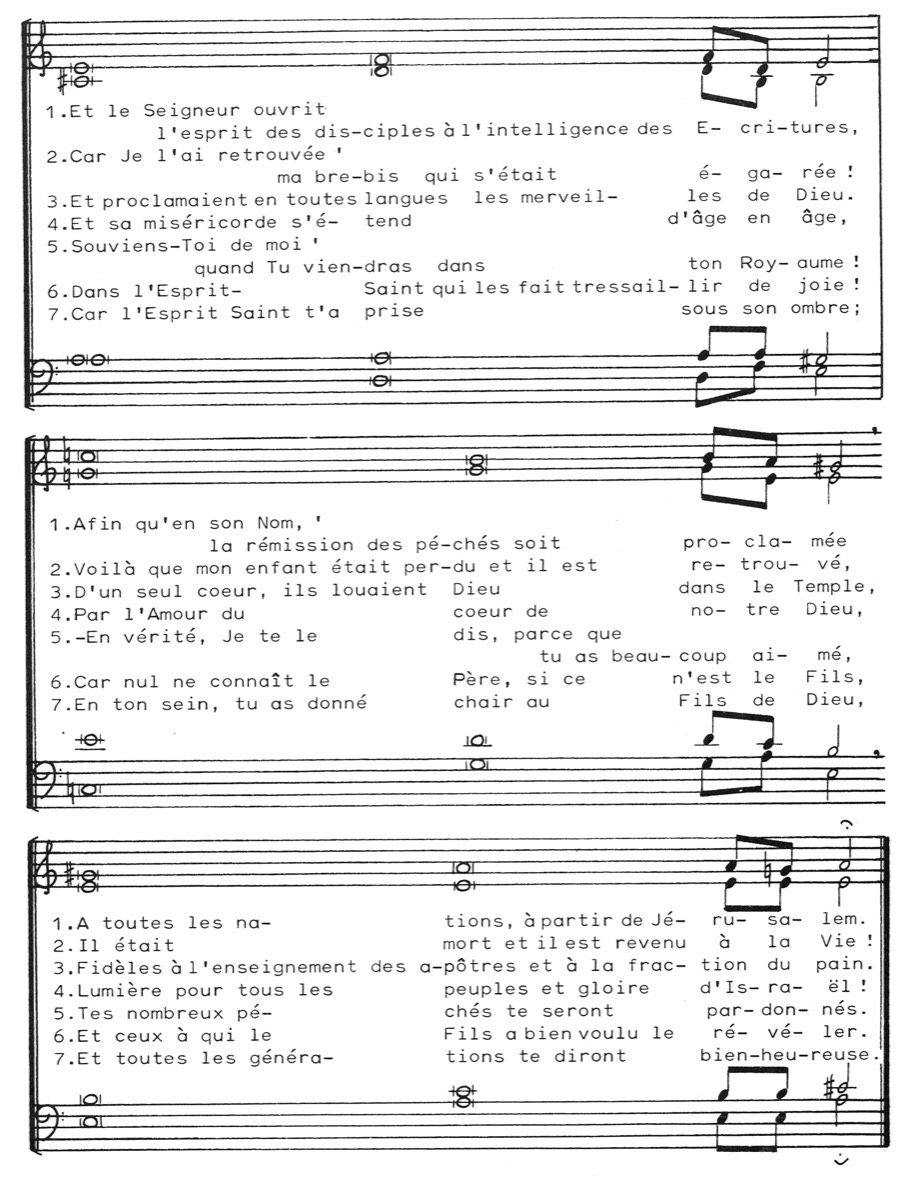 1.Et le Seigneur ouvrit
l'esprit des dis-ciples à l'intelligence des E- cri-tures,
2.Car Je l'ai retrouvée '
ma bre-bis qui s'était é- ga- rée !
3.Et proclamaient en toutes langues les merveil- les de Dieu.
4.Et sa miséricorde s'é- tend d'âge en âge,
5.Souviens-Toi de moi '
quand Tu vien-dras dans ton Roy-aume !
6.Dans l'Esprit- Saint qui les fait tressail- lir de joie !
7.Car l'Esprit Saint t'a prise sous son ombre;
1.Afin qu'en son Nom, '
la rémission des pé-chés soit pro- cla- mée
2.Voilà que mon enfant était per-du et il est re- trou- vé,
3.D'un seul coeur, ils louaient Dieu dans le Temple,
4.Par l'Amour du coeur de no- tre Dieu,
5.-En vérité, Je te le dis, parce que
tu as beau-coup ai- mé,
6.Car nul ne connaît le Père, si ce n'est le Fils,
7.En ton sein, tu as donné chair au Fils de Dieu,
1.A toutes les na- tions, à partir de Jé- ru- sa- lem.
2.Il était mort et il est revenu à la Vie !
3.Fidèles à l'enseignement des a-pôtres et à la frac- tion du pain.
4.Lumière pour tous les peuples et gloire d'Is- ra- ël !
5.Tes nombreux pé- chés te seront par- don- nés.
6.Et ceux à qui le Fils a bien voulu le ré- vé- ler.
7.Et toutes les généra- tions te diront bien-heu-reuse.